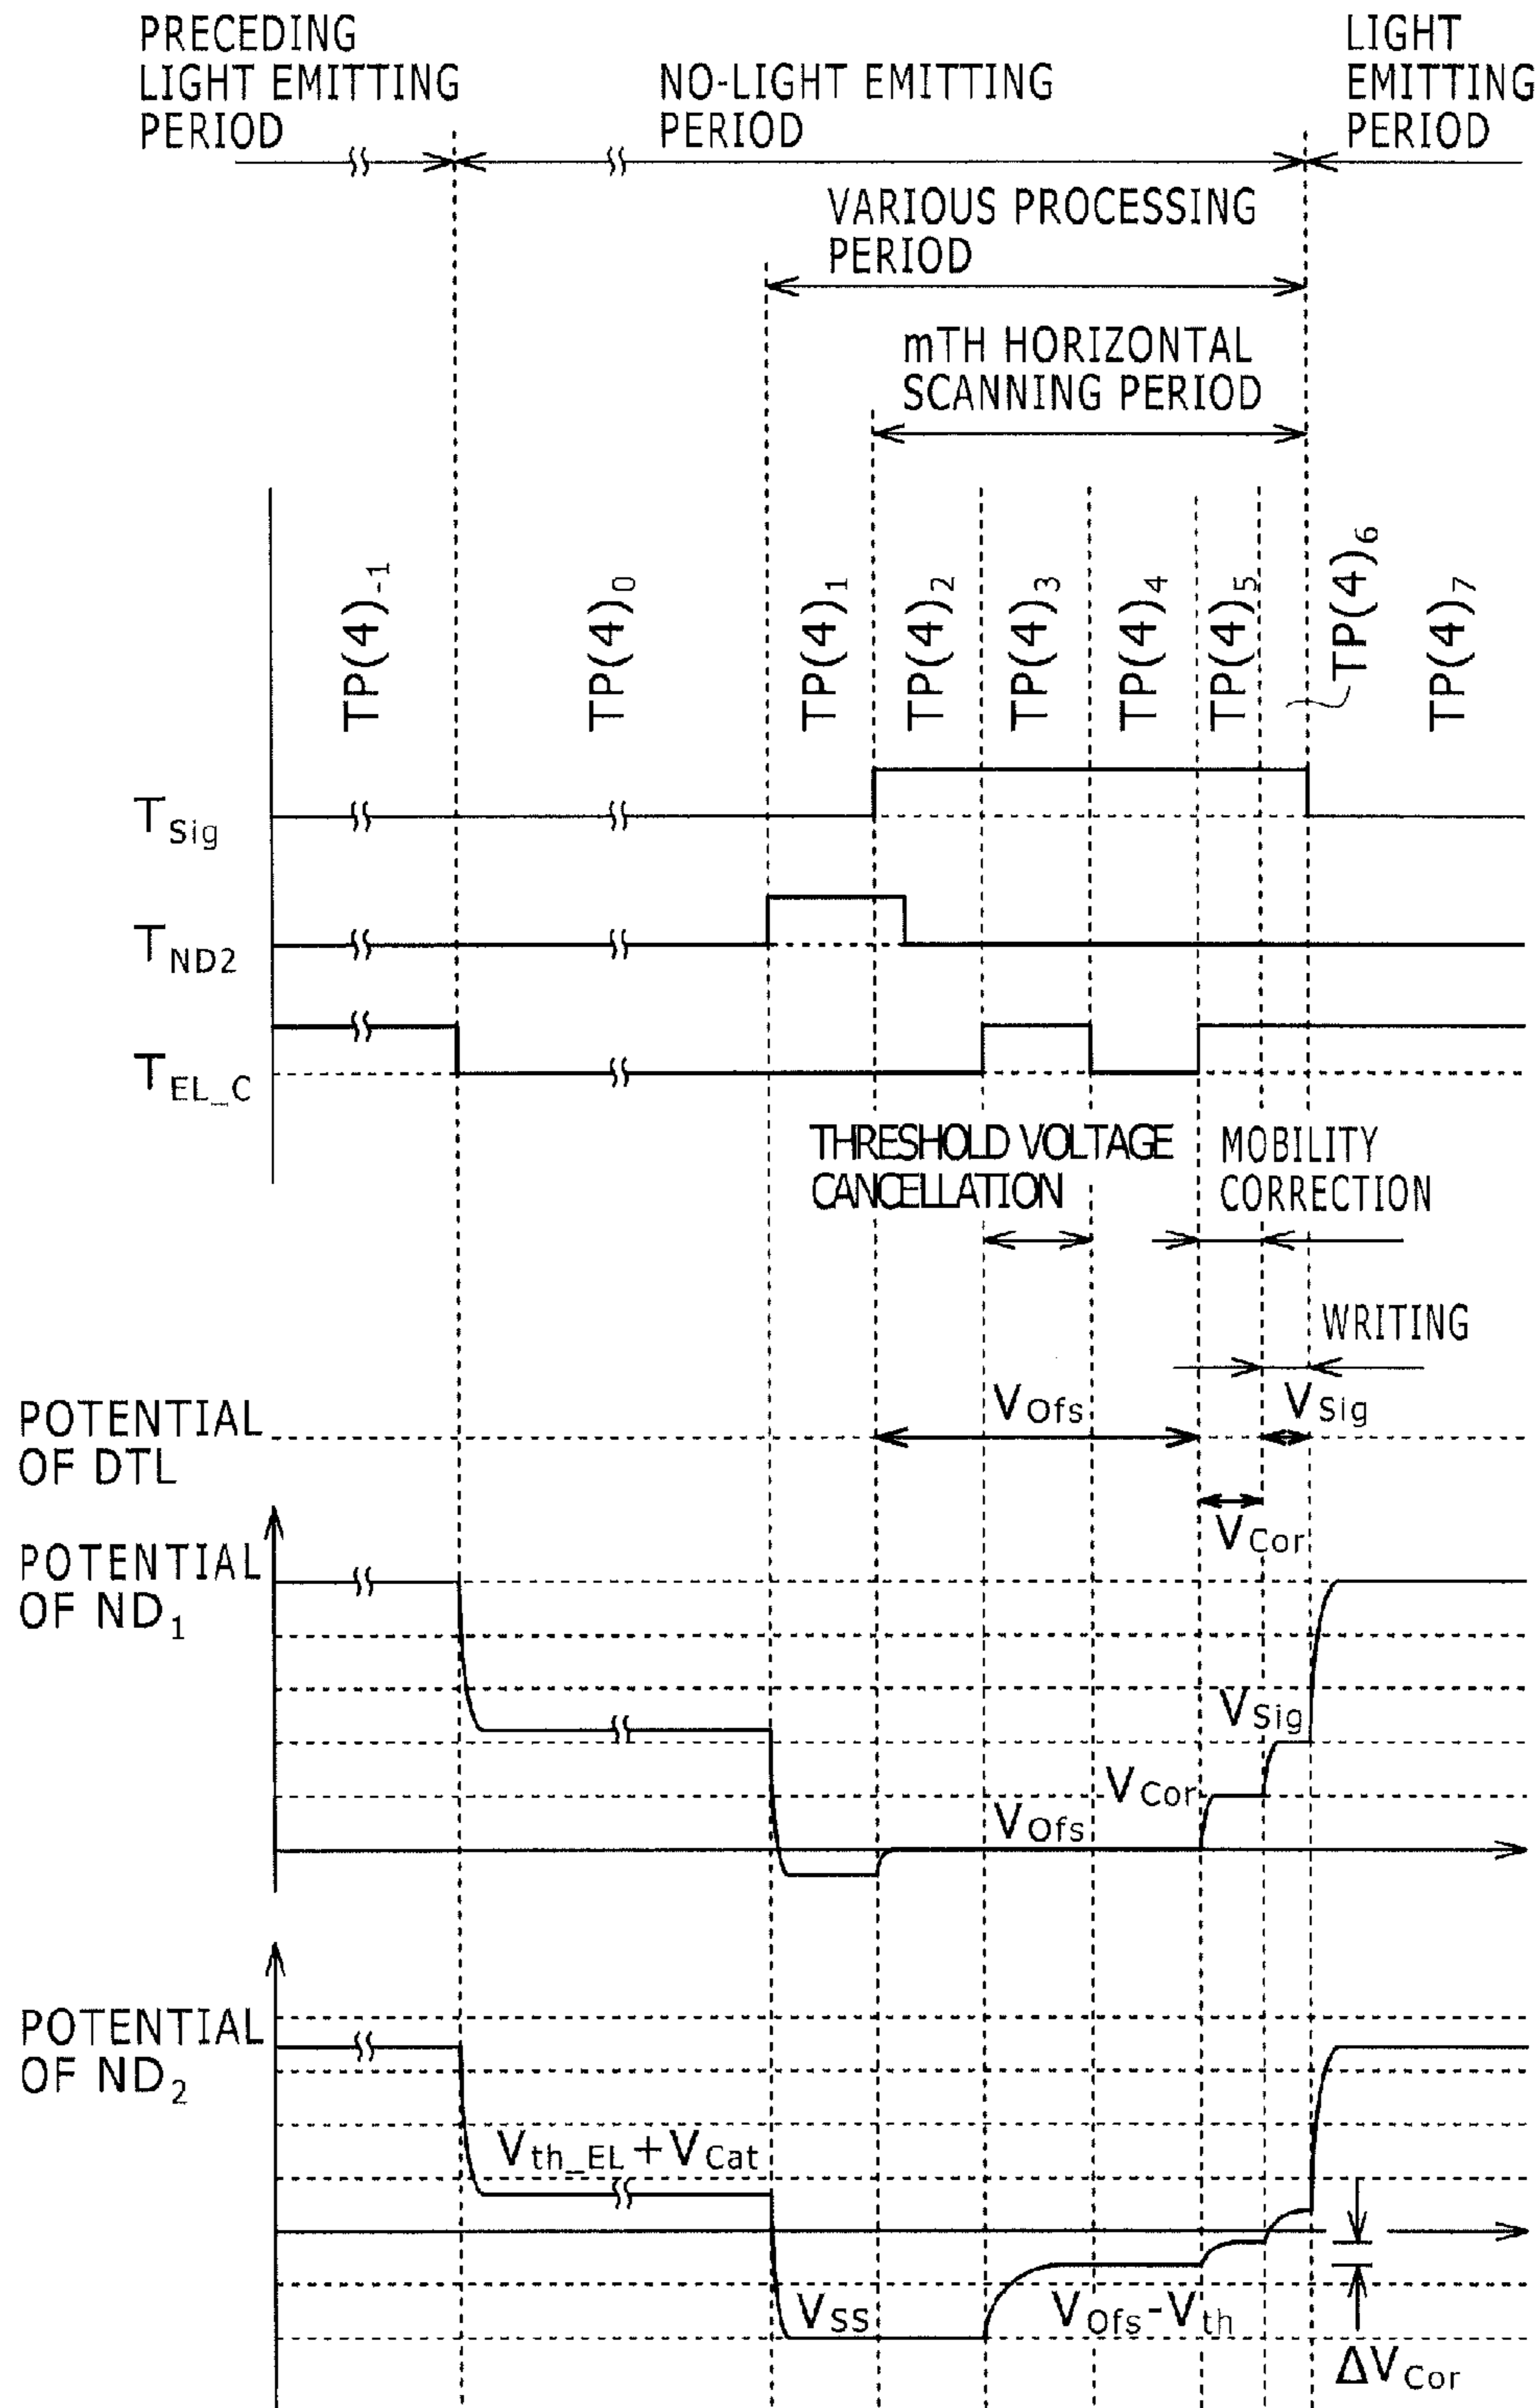 PRECEDING
LIGHT EMITTING
PERIOD
NO-LIGHT EMITTING
PERIOD
LIGHT
EMITTING
PERIOD
VARIOUS PROCESSING
PERIOD
mTH HORIZONTAL
SCANNING PERIOD
TP(4)-1
TP(4)0
TP(4)1
TP(4)2
TP(4)3
TP(4)4
TP(4)5
TP(4)6
TP(4)7
TSig
TND2
TEL_C
THRESHOLD VOLTAGE
CANCELLATION
MOBILITY
CORRECTION
WRITING
POTENTIAL
OF DTL
VOfs
VSig
VCor
POTENTIAL
OF ND1
VSig
VCor
VOfs
POTENTIAL
OF ND2
Vth_EL+VCat
VSS
VOfs-Vth
ΔVCor